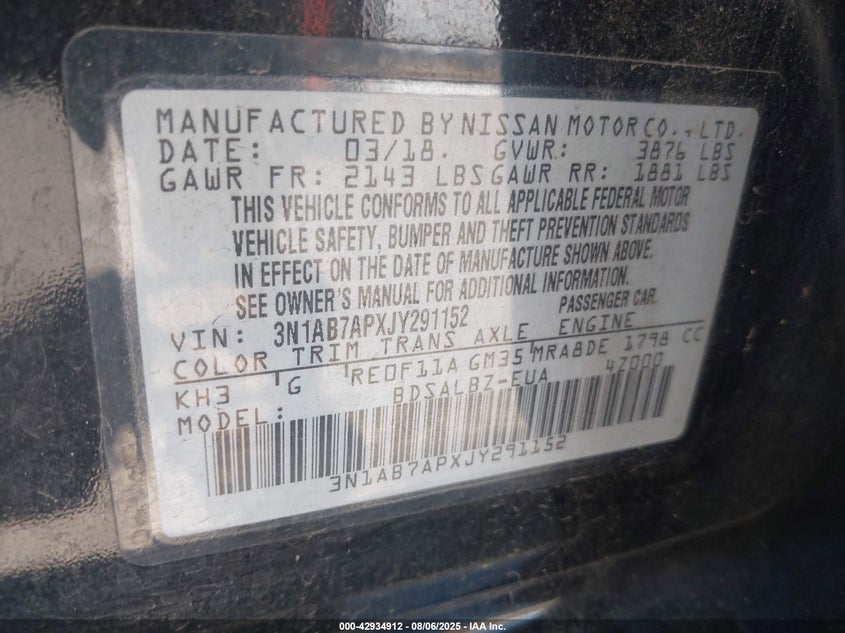 MANUFACTURED BY NISSAN MOTOR CO., LTD.
DATE: 03/18. GVWR: 3876 LBS
GAWR FR: 2143 LBS GAWR RR: 1881 LBS
THIS VEHICLE CONFORMS TO ALL APPLICABLE FEDERAL MOTOR
VEHICLE SAFETY, BUMPER AND THEFT PREVENTION STANDARDS
IN EFFECT ON THE DATE OF MANUFACTURE SHOWN ABOVE.
SEE OWNER'S MANUAL FOR ADDITIONAL INFORMATION.
VIN: 3N1AB7APXJY291152 PASSENGER CAR.
COLOR TRIM TRANS AXLE ENGINE
KH3 G RE0F11A GM35 MRA8DE 1798 CC
MODEL: BDSALBZ-EUA 47000
3N1AB7APXJY291152
000-42934912 - 08/06/2025 - IAA Corp.